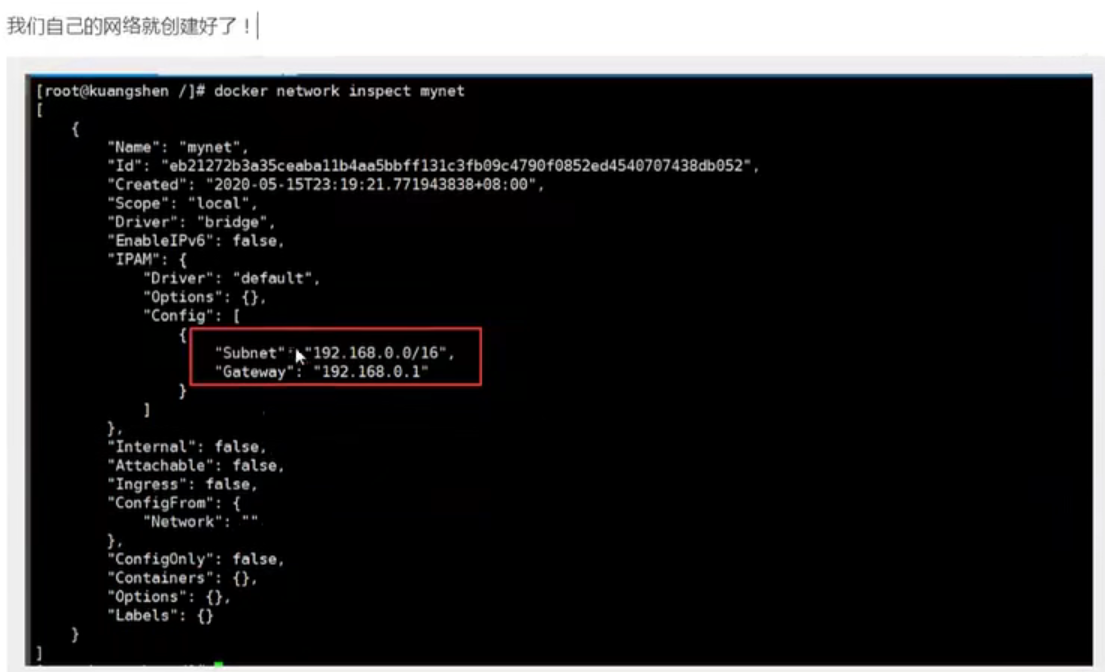 我们自己的网络就创建好了！
[root@kuangshen /]# docker network inspect mynet
[
    {
        "Name": "mynet",
        "Id": "eb21272b3a35ceaba11b4aa5bbff131c3fb09c4790f0852ed4540707438db052",
        "Created": "2020-05-15T23:19:21.771943838+08:00",
        "Scope": "local",
        "Driver": "bridge",
        "EnableIPv6": false,
        "IPAM": {
            "Driver": "default",
            "Options": {},
            "Config": [
                {
                    "Subnet": "192.168.0.0/16",
                    "Gateway": "192.168.0.1"
                }
            ]
        },
        "Internal": false,
        "Attachable": false,
        "Ingress": false,
        "ConfigFrom": {
            "Network": ""
        },
        "ConfigOnly": false,
        "Containers": {},
        "Options": {},
        "Labels": {}
    }
]